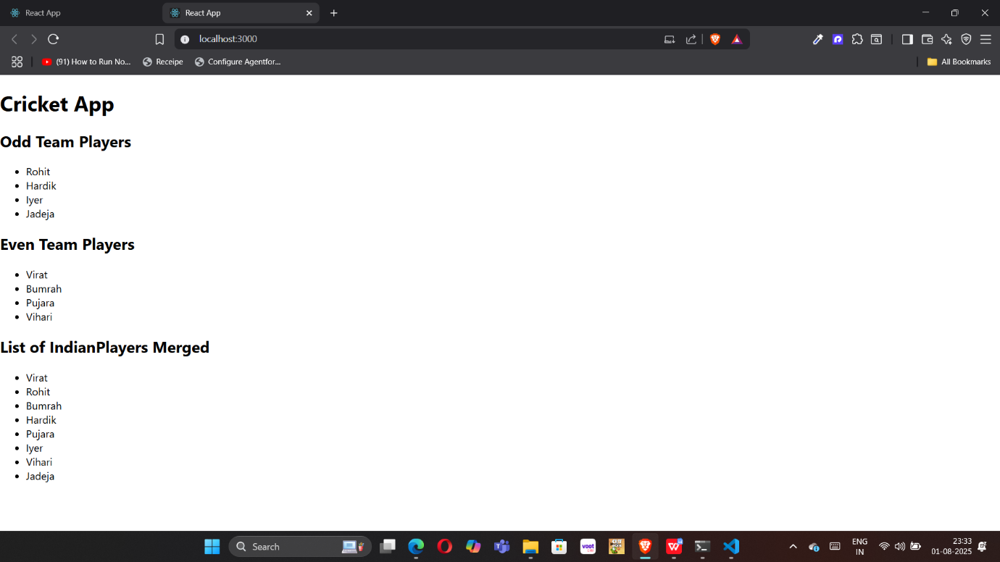 React App
React App
localhost:3000
(91) How to Run No...
Receipe
Configure Agentfor...
All Bookmarks
Cricket App
Odd Team Players
Rohit
Hardik
Iyer
Jadeja
Even Team Players
Virat
Bumrah
Pujara
Vihari
List of IndianPlayers Merged
Virat
Rohit
Bumrah
Hardik
Pujara
Iyer
Vihari
Jadeja
Search
voot
ENG
IN
23:33
01-08-2025